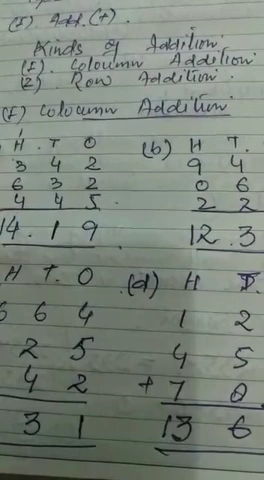 (I) Add. (+).
Kinds of Addition.
(1). Coloumn Addition
(2). Row Addition.
(I) Coloumn Addition
H . T O (b) H T.
3 4 2 9 4
6 3 2 0 6
4 4 5. 2 2
14. 1 9 12. 3
H T. O (d) H T.
6 6 4 1 2
2 5 4 5
4 2 + 7 0
3 1 13 6